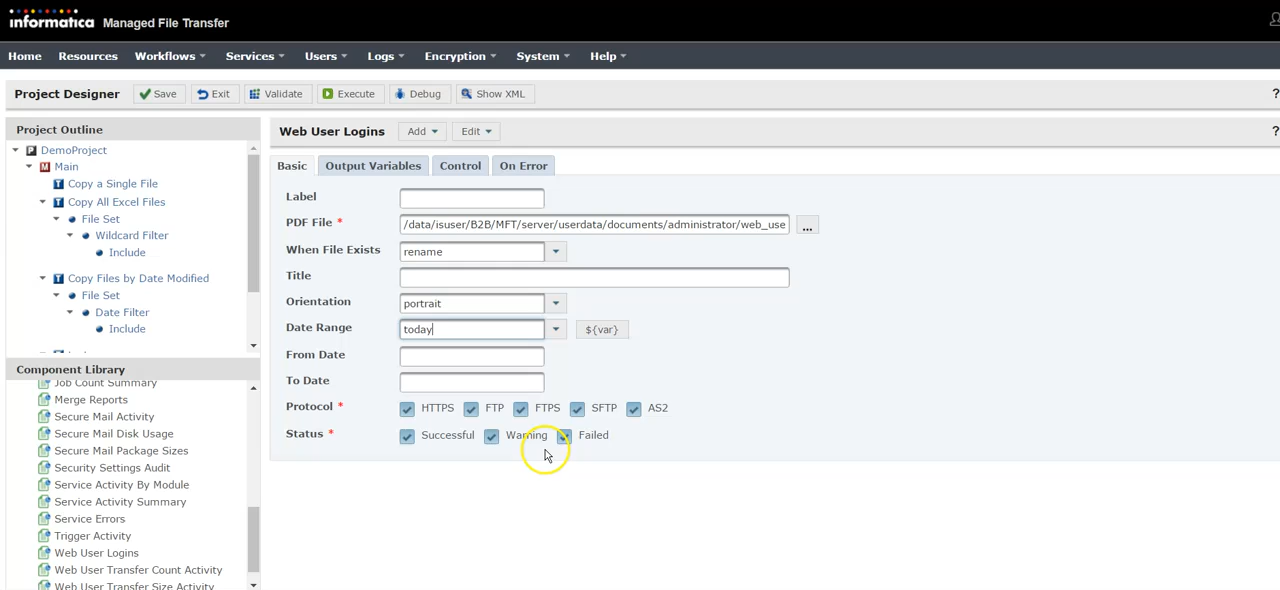 informatica Managed File Transfer
Home Resources Workflows Services Users Logs Encryption System Help
Project Designer Save Exit Validate Execute Debug Show XML ?
Project Outline
DemoProject
Main
Copy a Single File
Copy All Excel Files
File Set
Wildcard Filter
Include
Copy Files by Date Modified
File Set
Date Filter
Include
Component Library
Job Count Summary
Merge Reports
Secure Mail Activity
Secure Mail Disk Usage
Secure Mail Package Sizes
Security Settings Audit
Service Activity By Module
Service Activity Summary
Service Errors
Trigger Activity
Web User Logins
Web User Transfer Count Activity
Web User Transfer Size Activity
Web User Logins Add Edit ?
Basic Output Variables Control On Error
Label
PDF File * /data/isuser/B2B/MFT/server/userdata/documents/administrator/web_use ...
When File Exists rename
Title
Orientation portrait
Date Range today ${var}
From Date
To Date
Protocol * HTTPS FTP FTPS SFTP AS2
Status * Successful Warning Failed